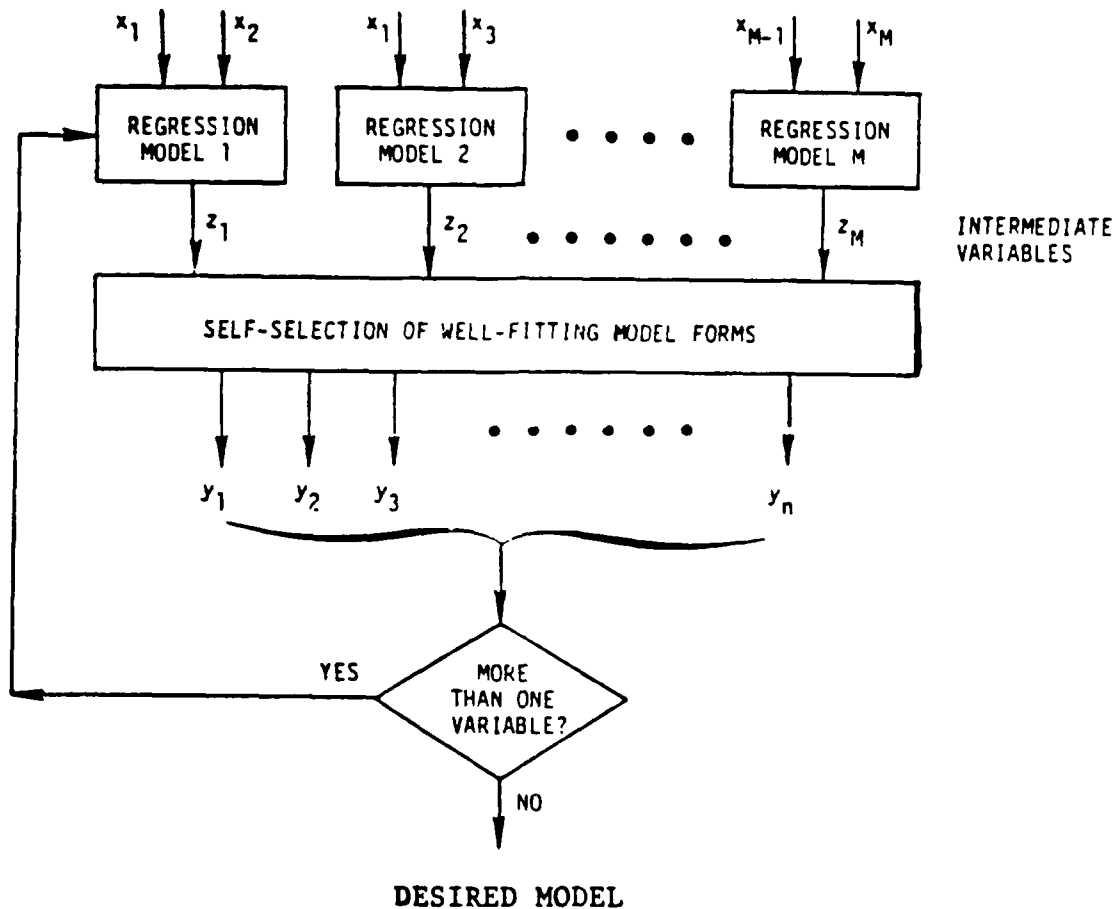 x1 x2 x1 x3 xM-1 xM
REGRESSION MODEL 1
REGRESSION MODEL 2
REGRESSION MODEL M
z1 z2 zM
INTERMEDIATE
VARIABLES
SELF-SELECTION OF WELL-FITTING MODEL FORMS
y1 y2 y3 yn
YES
MORE
THAN ONE
VARIABLE?
NO
DESIRED MODEL